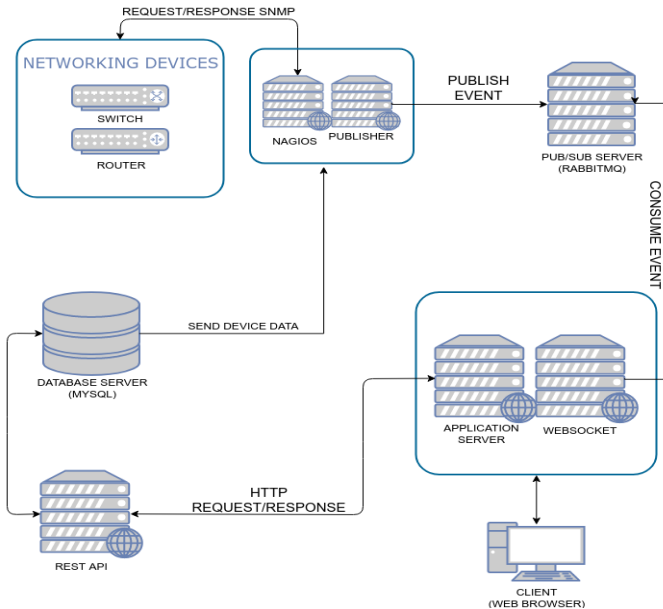 REQUEST/RESPONSE SNMP
NETWORKING DEVICES
SWITCH
ROUTER
NAGIOS
PUBLISHER
PUBLISH
EVENT
PUB/SUB SERVER
(RABBITMQ)
CONSUME EVENT
SEND DEVICE DATA
DATABASE SERVER
(MYSQL)
APPLICATION
SERVER
WEBSOCKET
HTTP
REQUEST/RESPONSE
REST API
CLIENT
(WEB BROWSER)